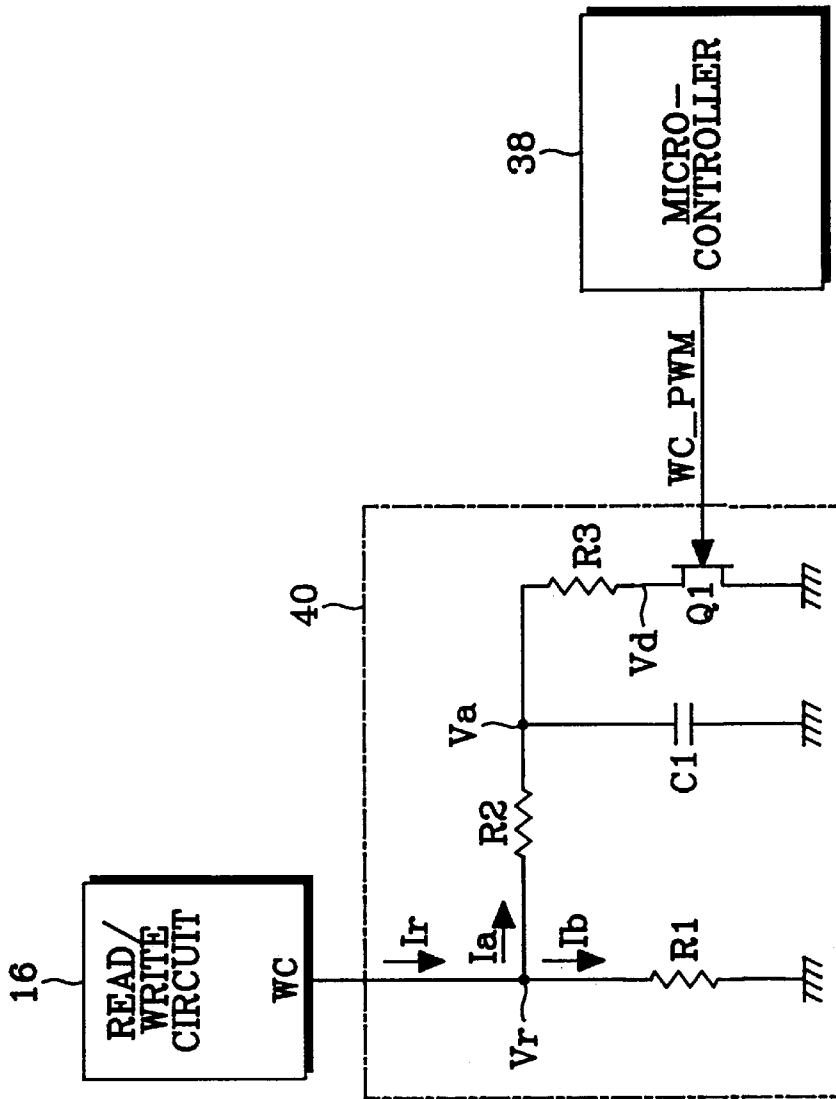 16
READ/
WRITE
CIRCUIT
WC
38
MICRO-
CONTROLLER
WC_PWM
40
Ir
Ia
Ib
Vr
R1
R2
Va
C1
R3
Vd
Q1